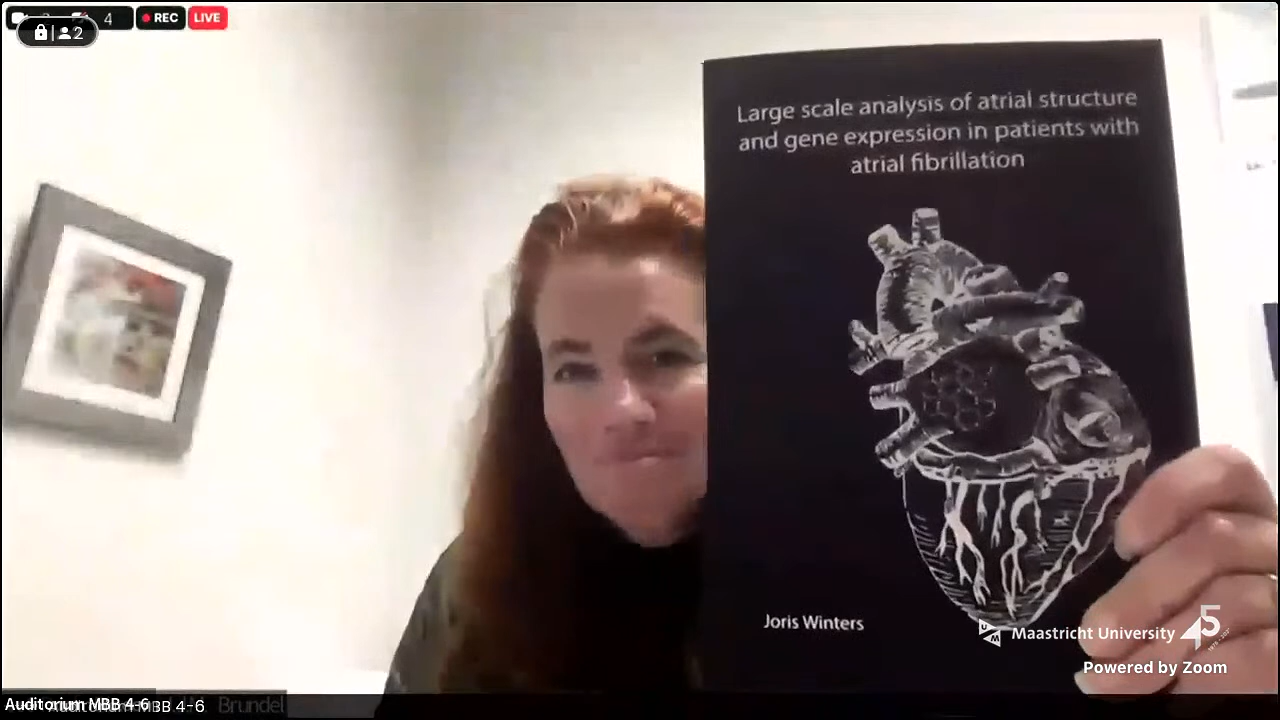 4
REC
LIVE
2
Large scale analysis of atrial structure
and gene expression in patients with
atrial fibrillation
Joris Winters
UM
Maastricht University 45
Powered by Zoom
Auditorium MBB 4-6
Brundel